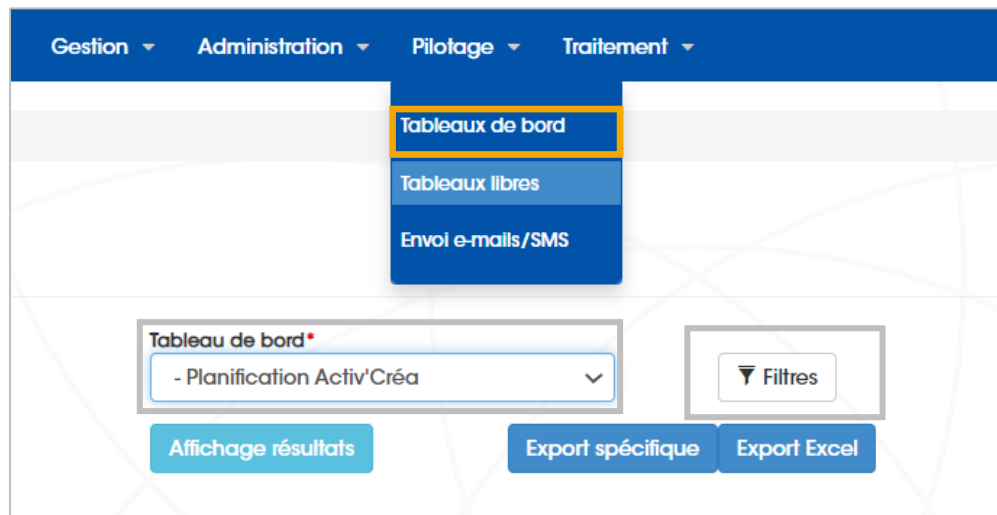 Gestion Administration Pilotage Traitement
Tableaux de bord
Tableaux libres
Envoi e-mails/SMS
Tableau de bord*
- Planification Activ'Créa
Filtres
Affichage résultats Export spécifique Export Excel